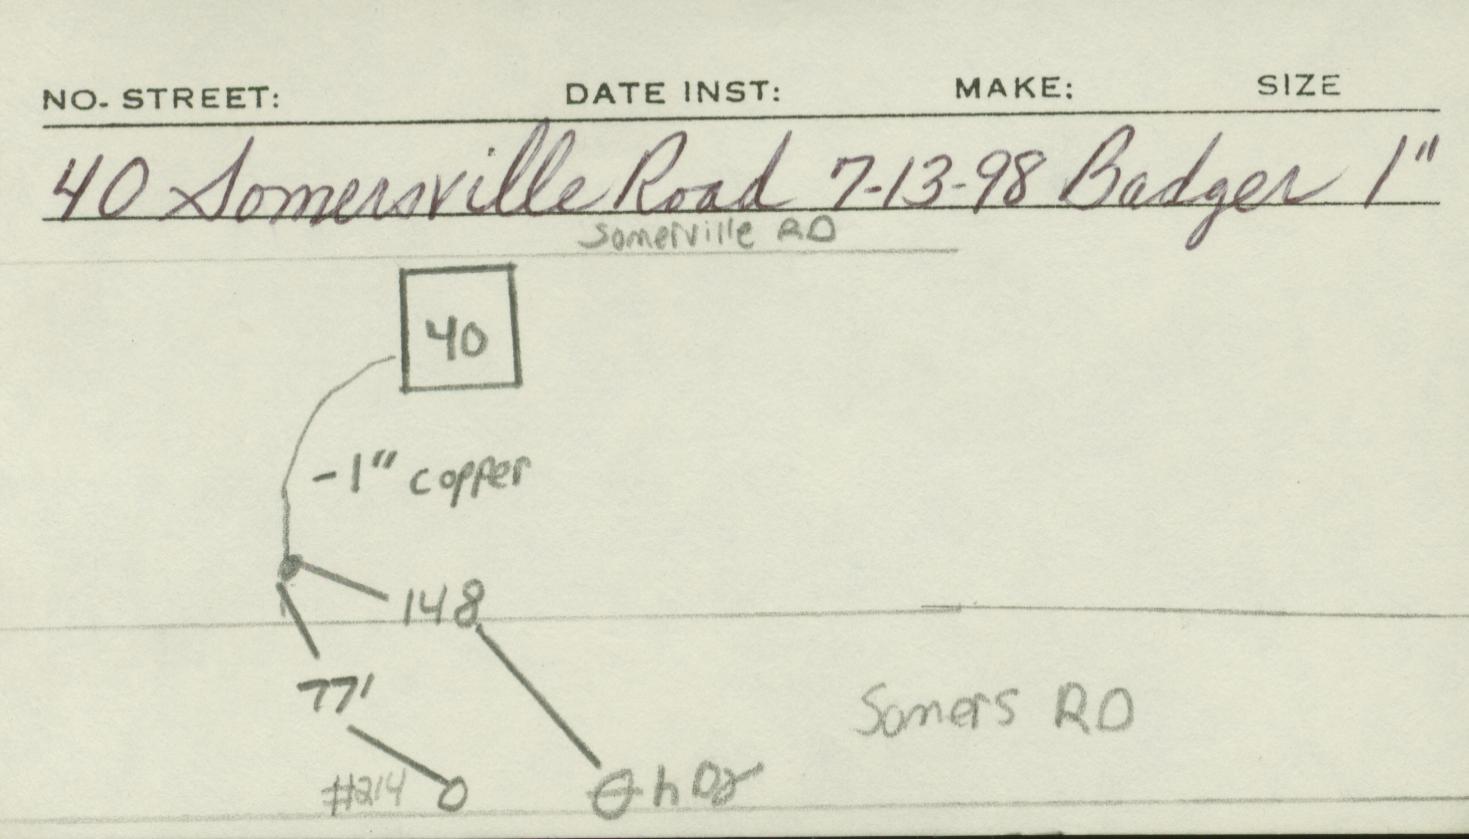 NO. STREET: DATE INST: MAKE: SIZE
40 Somersville Road 7-13-98 Badger 1"
Somerville RD
40
-1" copper
148
77'
Somers RD
#214 hDr